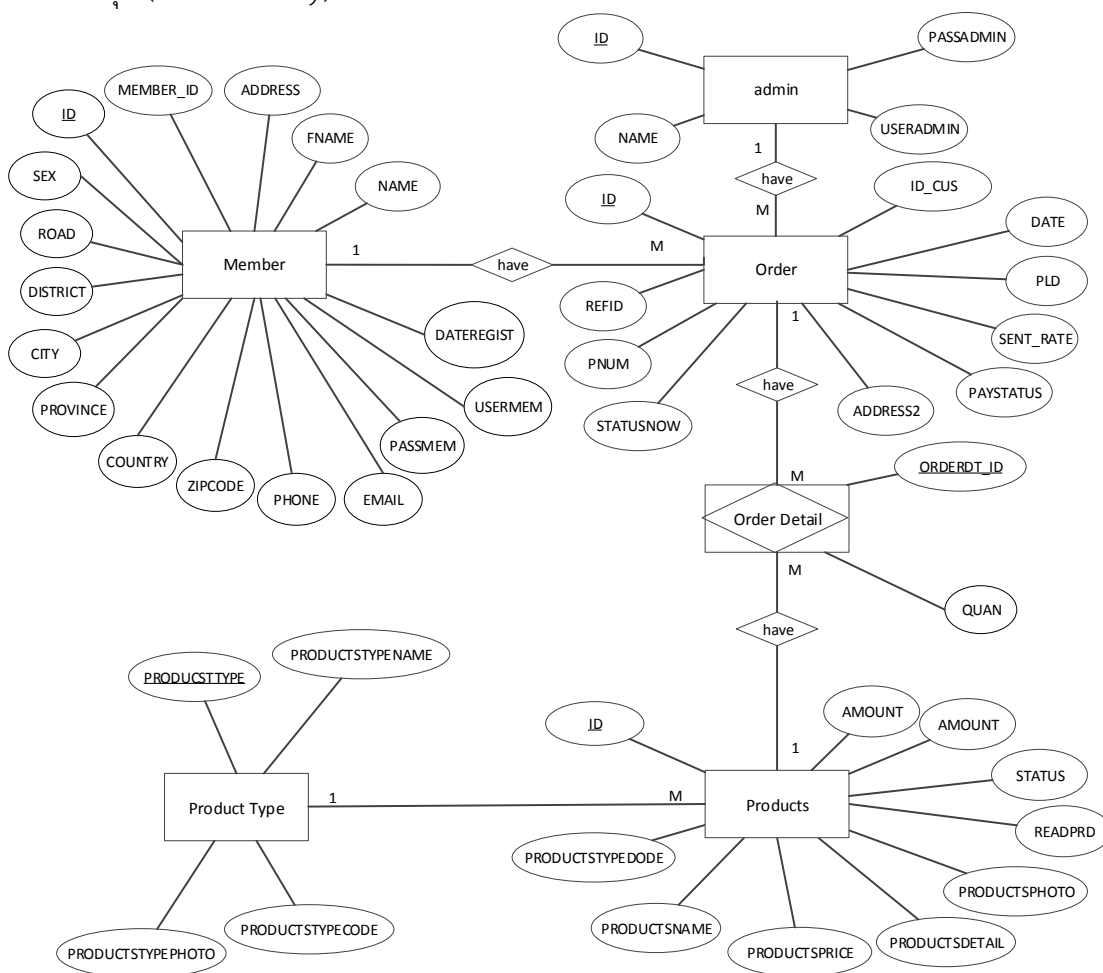 ID
PASSADMIN
admin
NAME
USERADMIN
1
have
M
MEMBER_ID
ADDRESS
ID
FNAME
SEX
NAME
ROAD
Member
DISTRICT
CITY
PROVINCE
COUNTRY
ZIPCODE
PHONE
EMAIL
PASSMEM
USERMEM
DATEREGIST
1
have
M
ID
ID_CUS
DATE
Order
PLD
REFID
SENT_RATE
PNUM
PAYSTATUS
STATUSNOW
ADDRESS2
1
have
M
ORDERDT_ID
Order Detail
M
QUAN
have
1
PRODUCTSTYPENAME
PRODUCSTTYPE
Product Type
PRODUCTSTYPECODE
PRODUCTSTYPEPHOTO
1
M
ID
AMOUNT
AMOUNT
STATUS
Products
READPRD
PRODUCTSTYPEDODE
PRODUCTSPHOTO
PRODUCTSNAME
PRODUCTSDETAIL
PRODUCTSPRICE